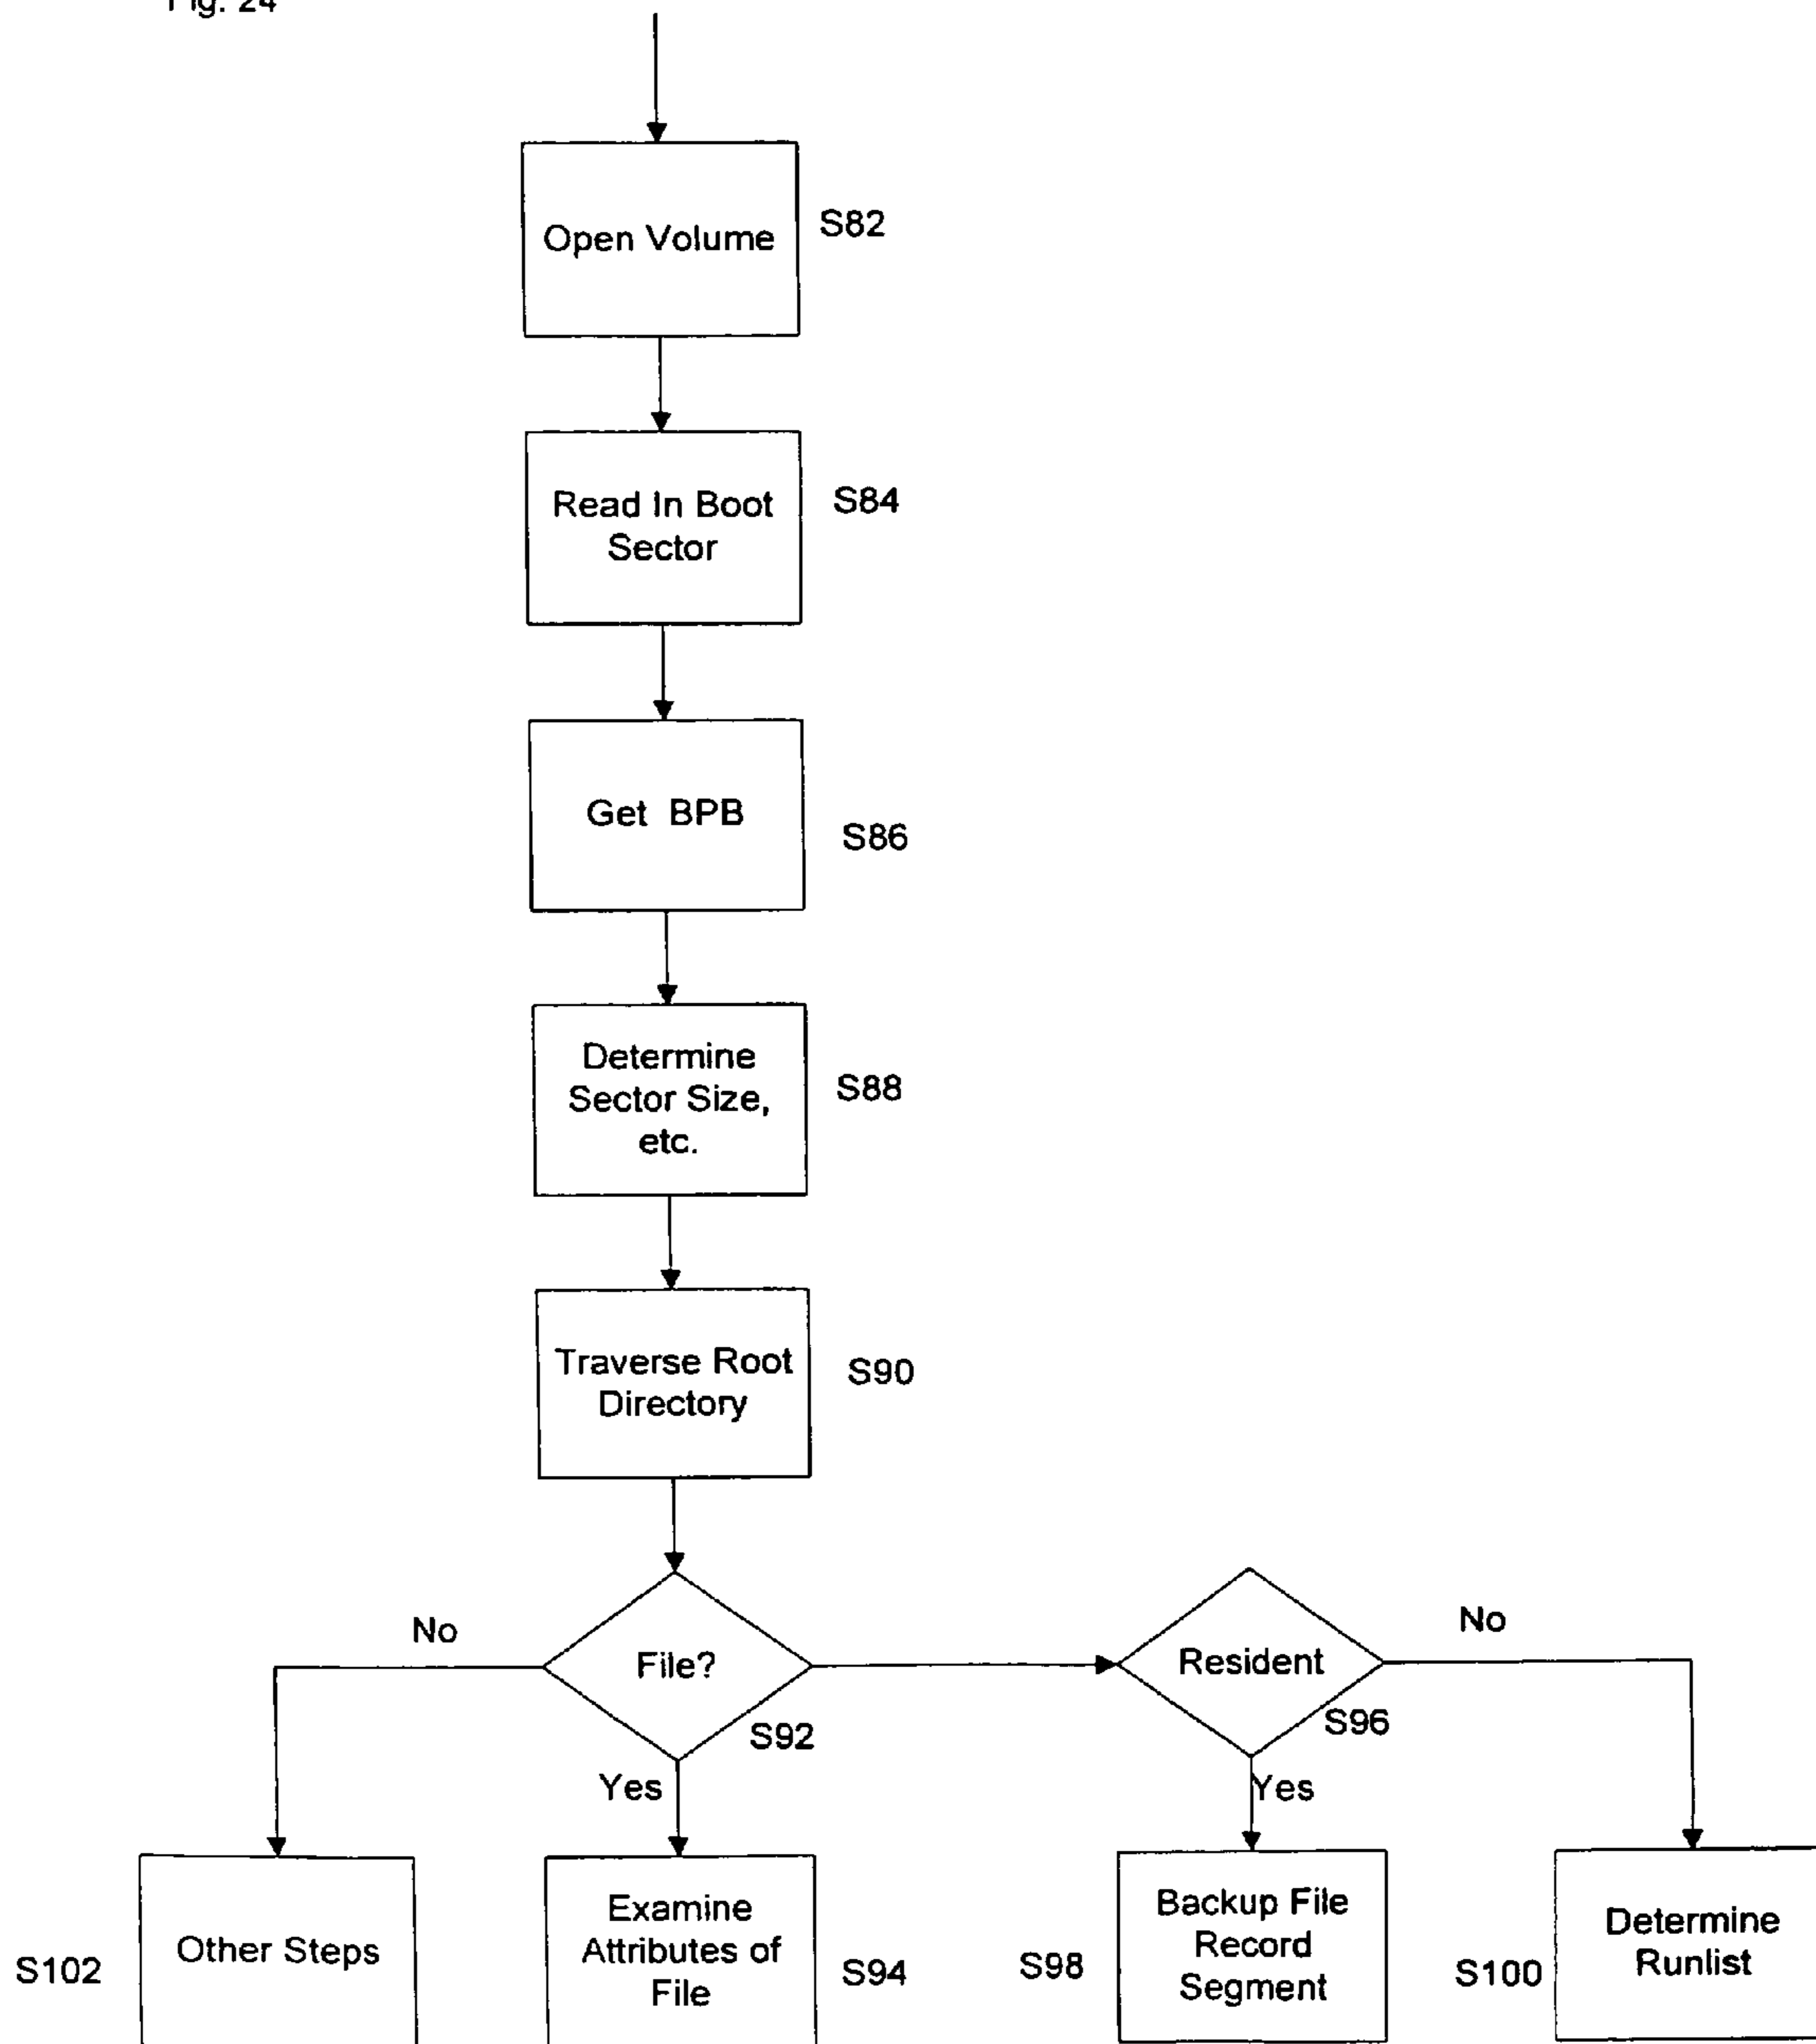 Fig. 24
Open Volume
S82
Read In Boot
Sector
S84
Get BPB
S86
Determine
Sector Size,
etc.
S88
Traverse Root
Directory
S90
No
File?
S92
Yes
Resident
S96
No
Yes
S102
Other Steps
Examine
Attributes of
File
S94
S98
Backup File
Record
Segment
S100
Determine
Runlist